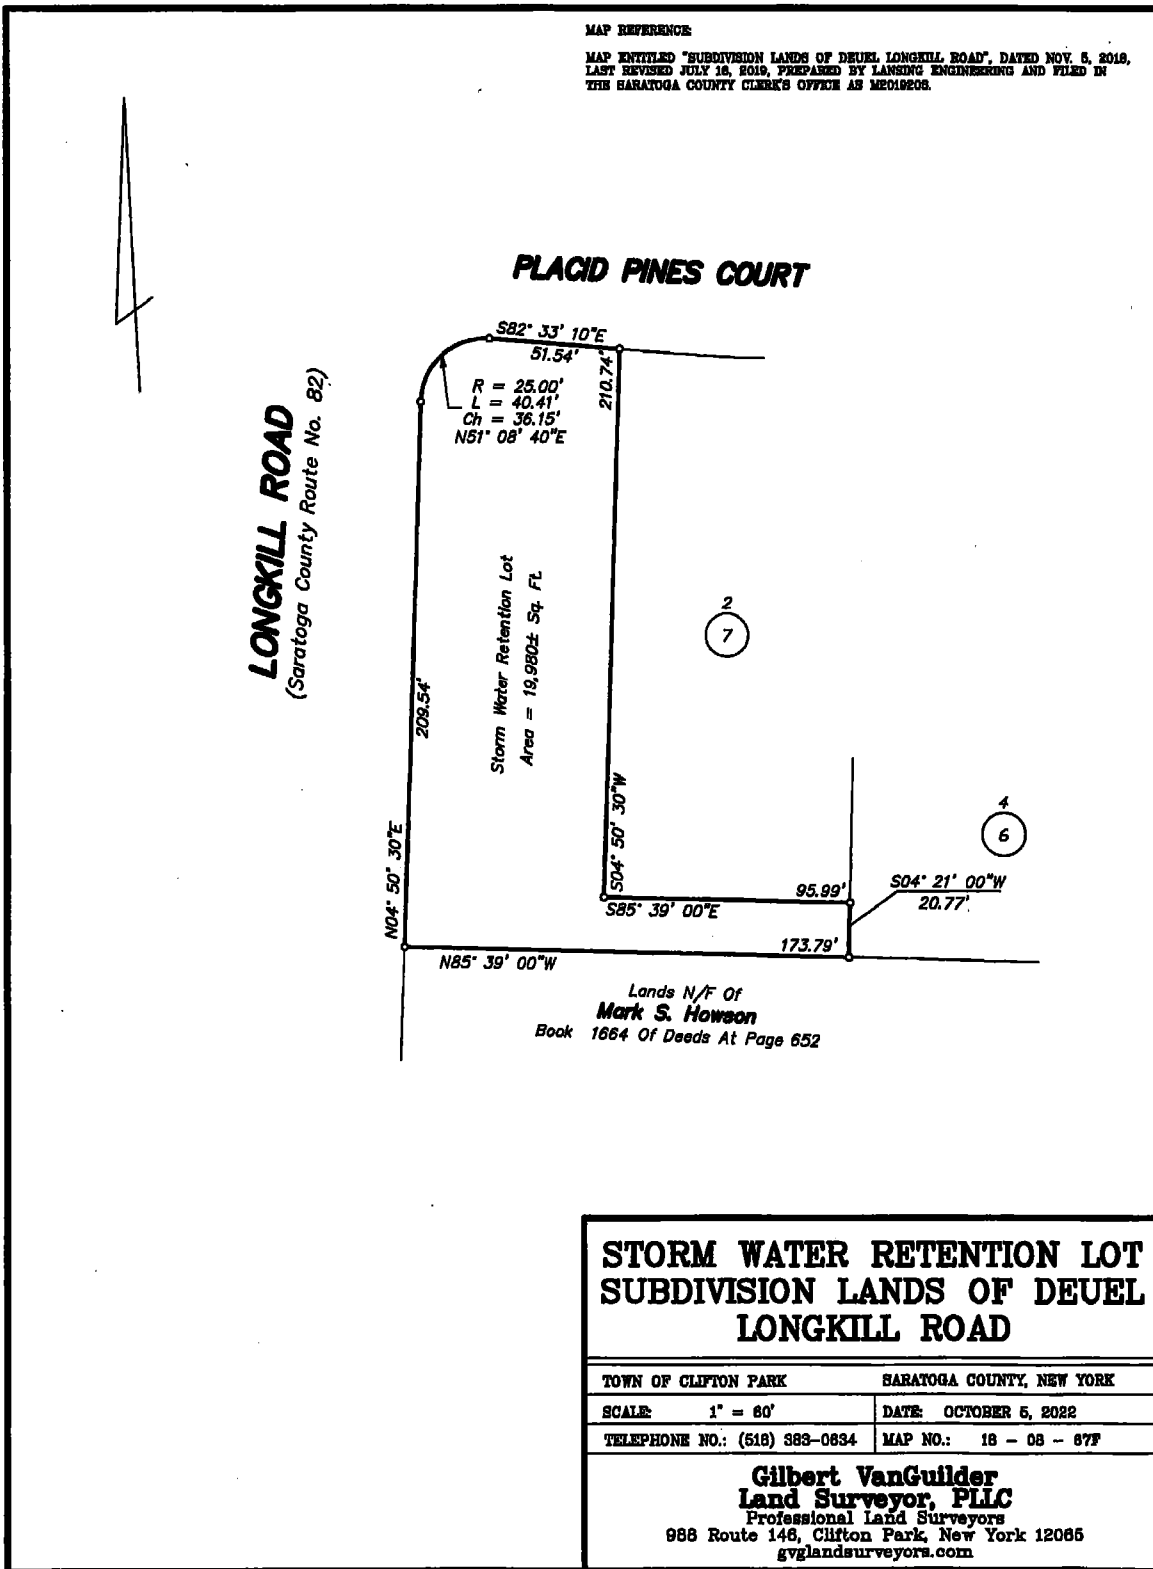 MAP REFERENCE
MAP ENTITLED "SUBDIVISION LANDS OF DEUEL LONGKILL ROAD", DATED NOV. 5, 2018,
LAST REVISED JULY 16, 2019, PREPARED BY LANSING ENGINEERING AND FILED IN
THE SARATOGA COUNTY CLERK'S OFFICE AS M2019208.
PLACID PINES COURT
S82° 33' 10"E
51.54'
210.74'
R = 25.00'
L = 40.41'
Ch = 36.15'
N51° 08' 40"E
LONGKILL ROAD
(Saratoga County Route No. 82)
Storm Water Retention Lot
Area = 19,980± Sq. Ft.
209.54'
N04° 50' 30"E
S04° 50' 30"W
2
7
4
6
S04° 21' 00"W
20.77'
95.99'
S85° 39' 00"E
173.79'
N85° 39' 00"W
Lands N/F Of
Mark S. Howson
Book 1664 Of Deeds At Page 652
STORM WATER RETENTION LOT
SUBDIVISION LANDS OF DEUEL
LONGKILL ROAD
TOWN OF CLIFTON PARK SARATOGA COUNTY, NEW YORK
SCALE: 1" = 60' DATE: OCTOBER 5, 2022
TELEPHONE NO.: (518) 383-0634 MAP NO.: 18 - 08 - 67F
Gilbert VanGuilder
Land Surveyor, PLLC
Professional Land Surveyors
988 Route 146, Clifton Park, New York 12065
gvglandsurveyors.com